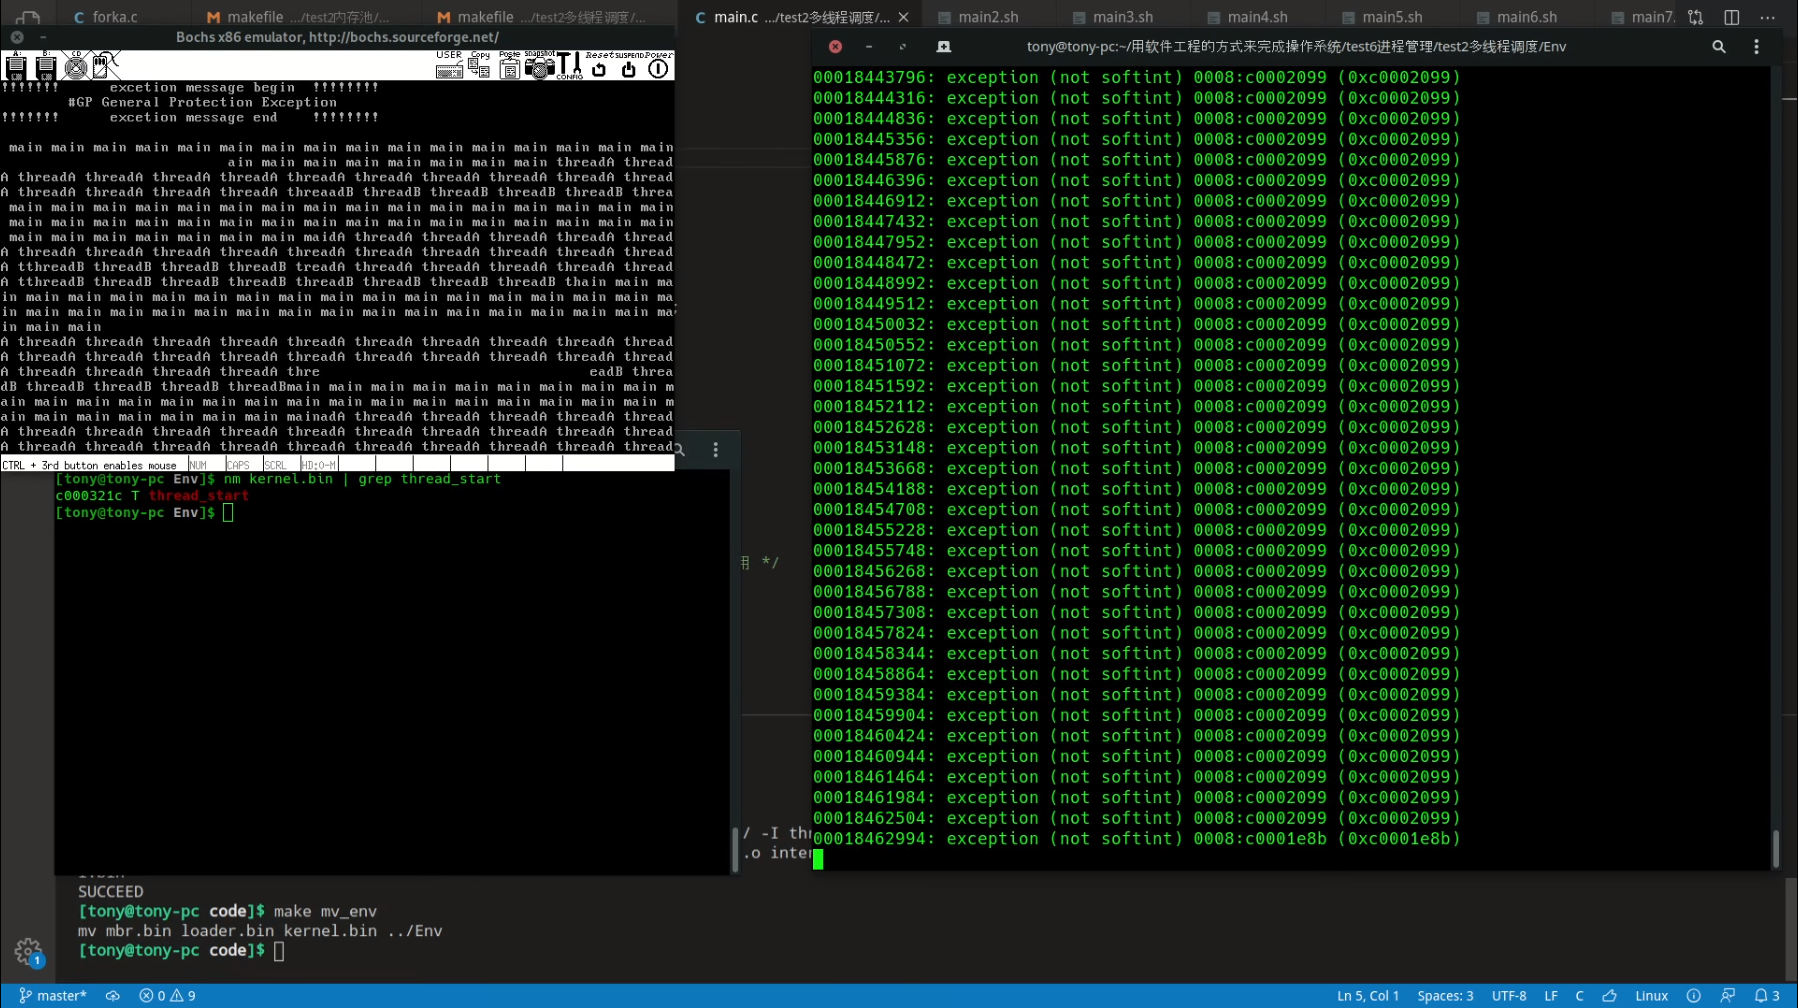 forka.c
makefile .../test2内存池/...
makefile .../test2多线程调度/...
main.c .../test2多线程调度/...
main2.sh
main3.sh
main4.sh
main5.sh
main6.sh
main7.
Bochs x86 emulator, http://bochs.sourceforge.net/
A:
B:
CD
USER
Copy
Paste
snapshot
CONFIG
Reset
SUSPEND
Power
!!!!!!!      excetion message begin  !!!!!!!!
#GP General Protection Exception
!!!!!!!      excetion message end    !!!!!!!!
main main main main main main main main main main main main main main main main
ain main main main main main main main threadA thread
A threadA threadA threadA threadA threadA threadA threadA threadA threadA thread
A threadA threadA threadA threadA threaadB threadB threadB threadB threadB threa
main main main main main main main main main main main main main main main main
main main main main main main main main main main main main main main main main
main main main main main main main maidA threadA threadA threadA threadA thread
A threadA threadA threadA threadA threadA threadA threadA threadA threadA thread
A tthreadB threadB threadB threadB treadA threadA threadA threadA threadA thread
A tthreadB threadB threadB threadB threadB threadB threadB threadB thain main ma
in main main main main main main main main main main main main main main main ma
in main main main main main main main main main main main main main main main ma
in main main
A threadA threadA threadA threadA threadA threadA threadA threadA threadA thread
A threadA threadA threadA threadA threadA threadA threadA threadA threadA thread
A threadA threadA threadA threadA thre                                eadB threa
dB threadB threadB threadB threadBmain main main main main main main main main m
ain main main main main main main main main main main main main main main main m
ain main main main main main main mainadA threadA threadA threadA threadA thread
A threadA threadA threadA threadA threadA threadA threadA threadA threadA thread
A threadA threadA threadA threadA threadA threadA threadA threadA threadA thread
CTRL + 3rd button enables mouse
NUM
CAPS
SCRL
HD:0-M
[tony@tony-pc Env]$ nm kernel.bin | grep thread_start
c000321c T thread_start
[tony@tony-pc Env]$
用 */
/ -I thr
.o inter
SUCCEED
[tony@tony-pc code]$ make mv_env
mv mbr.bin loader.bin kernel.bin ../Env
[tony@tony-pc code]$
tony@tony-pc:~/用软件工程的方式来完成操作系统/test6进程管理/test2多线程调度/Env
00018443796: exception (not softint) 0008:c0002099 (0xc0002099)
00018444316: exception (not softint) 0008:c0002099 (0xc0002099)
00018444836: exception (not softint) 0008:c0002099 (0xc0002099)
00018445356: exception (not softint) 0008:c0002099 (0xc0002099)
00018445876: exception (not softint) 0008:c0002099 (0xc0002099)
00018446396: exception (not softint) 0008:c0002099 (0xc0002099)
00018446912: exception (not softint) 0008:c0002099 (0xc0002099)
00018447432: exception (not softint) 0008:c0002099 (0xc0002099)
00018447952: exception (not softint) 0008:c0002099 (0xc0002099)
00018448472: exception (not softint) 0008:c0002099 (0xc0002099)
00018448992: exception (not softint) 0008:c0002099 (0xc0002099)
00018449512: exception (not softint) 0008:c0002099 (0xc0002099)
00018450032: exception (not softint) 0008:c0002099 (0xc0002099)
00018450552: exception (not softint) 0008:c0002099 (0xc0002099)
00018451072: exception (not softint) 0008:c0002099 (0xc0002099)
00018451592: exception (not softint) 0008:c0002099 (0xc0002099)
00018452112: exception (not softint) 0008:c0002099 (0xc0002099)
00018452628: exception (not softint) 0008:c0002099 (0xc0002099)
00018453148: exception (not softint) 0008:c0002099 (0xc0002099)
00018453668: exception (not softint) 0008:c0002099 (0xc0002099)
00018454188: exception (not softint) 0008:c0002099 (0xc0002099)
00018454708: exception (not softint) 0008:c0002099 (0xc0002099)
00018455228: exception (not softint) 0008:c0002099 (0xc0002099)
00018455748: exception (not softint) 0008:c0002099 (0xc0002099)
00018456268: exception (not softint) 0008:c0002099 (0xc0002099)
00018456788: exception (not softint) 0008:c0002099 (0xc0002099)
00018457308: exception (not softint) 0008:c0002099 (0xc0002099)
00018457824: exception (not softint) 0008:c0002099 (0xc0002099)
00018458344: exception (not softint) 0008:c0002099 (0xc0002099)
00018458864: exception (not softint) 0008:c0002099 (0xc0002099)
00018459384: exception (not softint) 0008:c0002099 (0xc0002099)
00018459904: exception (not softint) 0008:c0002099 (0xc0002099)
00018460424: exception (not softint) 0008:c0002099 (0xc0002099)
00018460944: exception (not softint) 0008:c0002099 (0xc0002099)
00018461464: exception (not softint) 0008:c0002099 (0xc0002099)
00018461984: exception (not softint) 0008:c0002099 (0xc0002099)
00018462504: exception (not softint) 0008:c0002099 (0xc0002099)
00018462994: exception (not softint) 0008:c0001e8b (0xc0001e8b)
1
master*
0
9
Ln 5, Col 1
Spaces: 3
UTF-8
LF
C
Linux
3